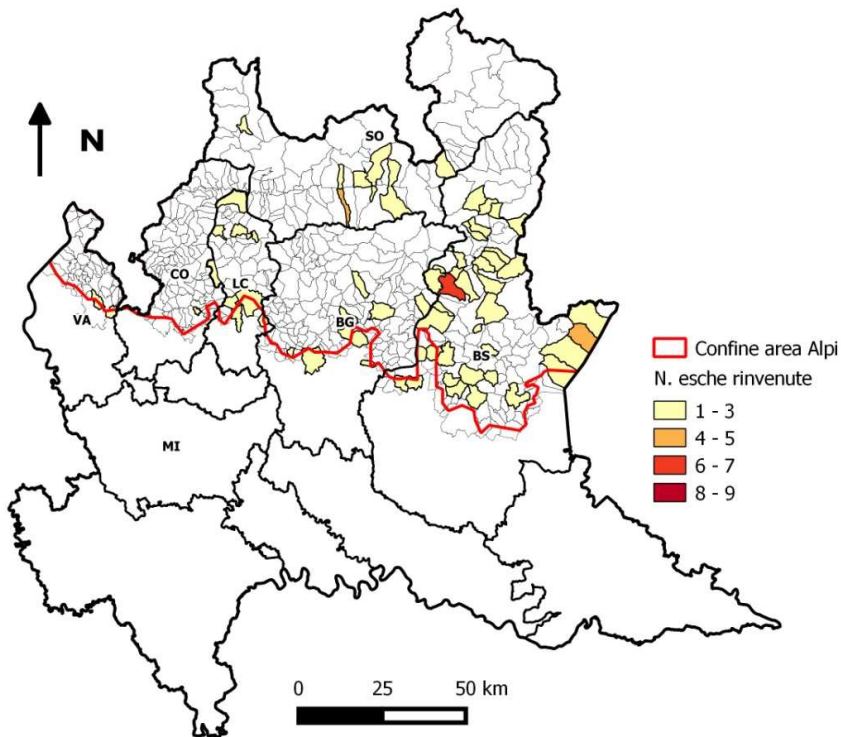 N
SO
CO
LC
VA
BG
BS
MI
Confine area Alpi
N. esche rinvenute
1 - 3
4 - 5
6 - 7
8 - 9
0 25 50 km